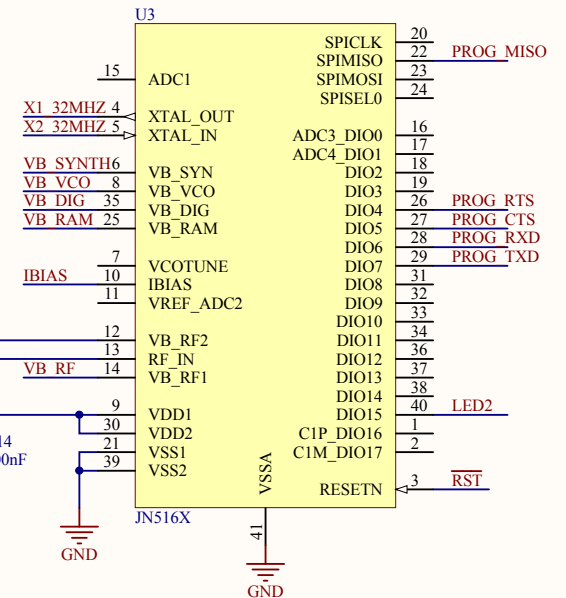 U3
SPICLK 20
SPIMISO 22 PROG_MISO
15 ADC1 SPIMOSI 23
SPISEL0 24
X1_32MHZ 4 XTAL_OUT
X2_32MHZ 5 XTAL_IN ADC3_DIO0 16
ADC4_DIO1 17
VB_SYNTH 6 VB_SYN DIO2 18
VB_VCO 8 VB_VCO DIO3 19
VB_DIG 35 VB_DIG DIO4 26 PROG_RTS
VB_RAM 25 VB_RAM DIO5 27 PROG_CTS
DIO6 28 PROG_RXD
7 VCOTUNE DIO7 29 PROG_TXD
IBIAS 10 IBIAS DIO8 31
11 VREF_ADC2 DIO9 32
DIO10 33
12 VB_RF2 DIO11 34
13 RF_IN DIO12 36
VB_RF 14 VB_RF1 DIO13 37
DIO14 38
9 VDD1 DIO15 40 LED2
30 VDD2 C1P_DIO16 1
14 21 VSS1 C1M_DIO17 2
00nF 39 VSS2
VSSA RESETN 3 RST
JN516X
41
GND
GND